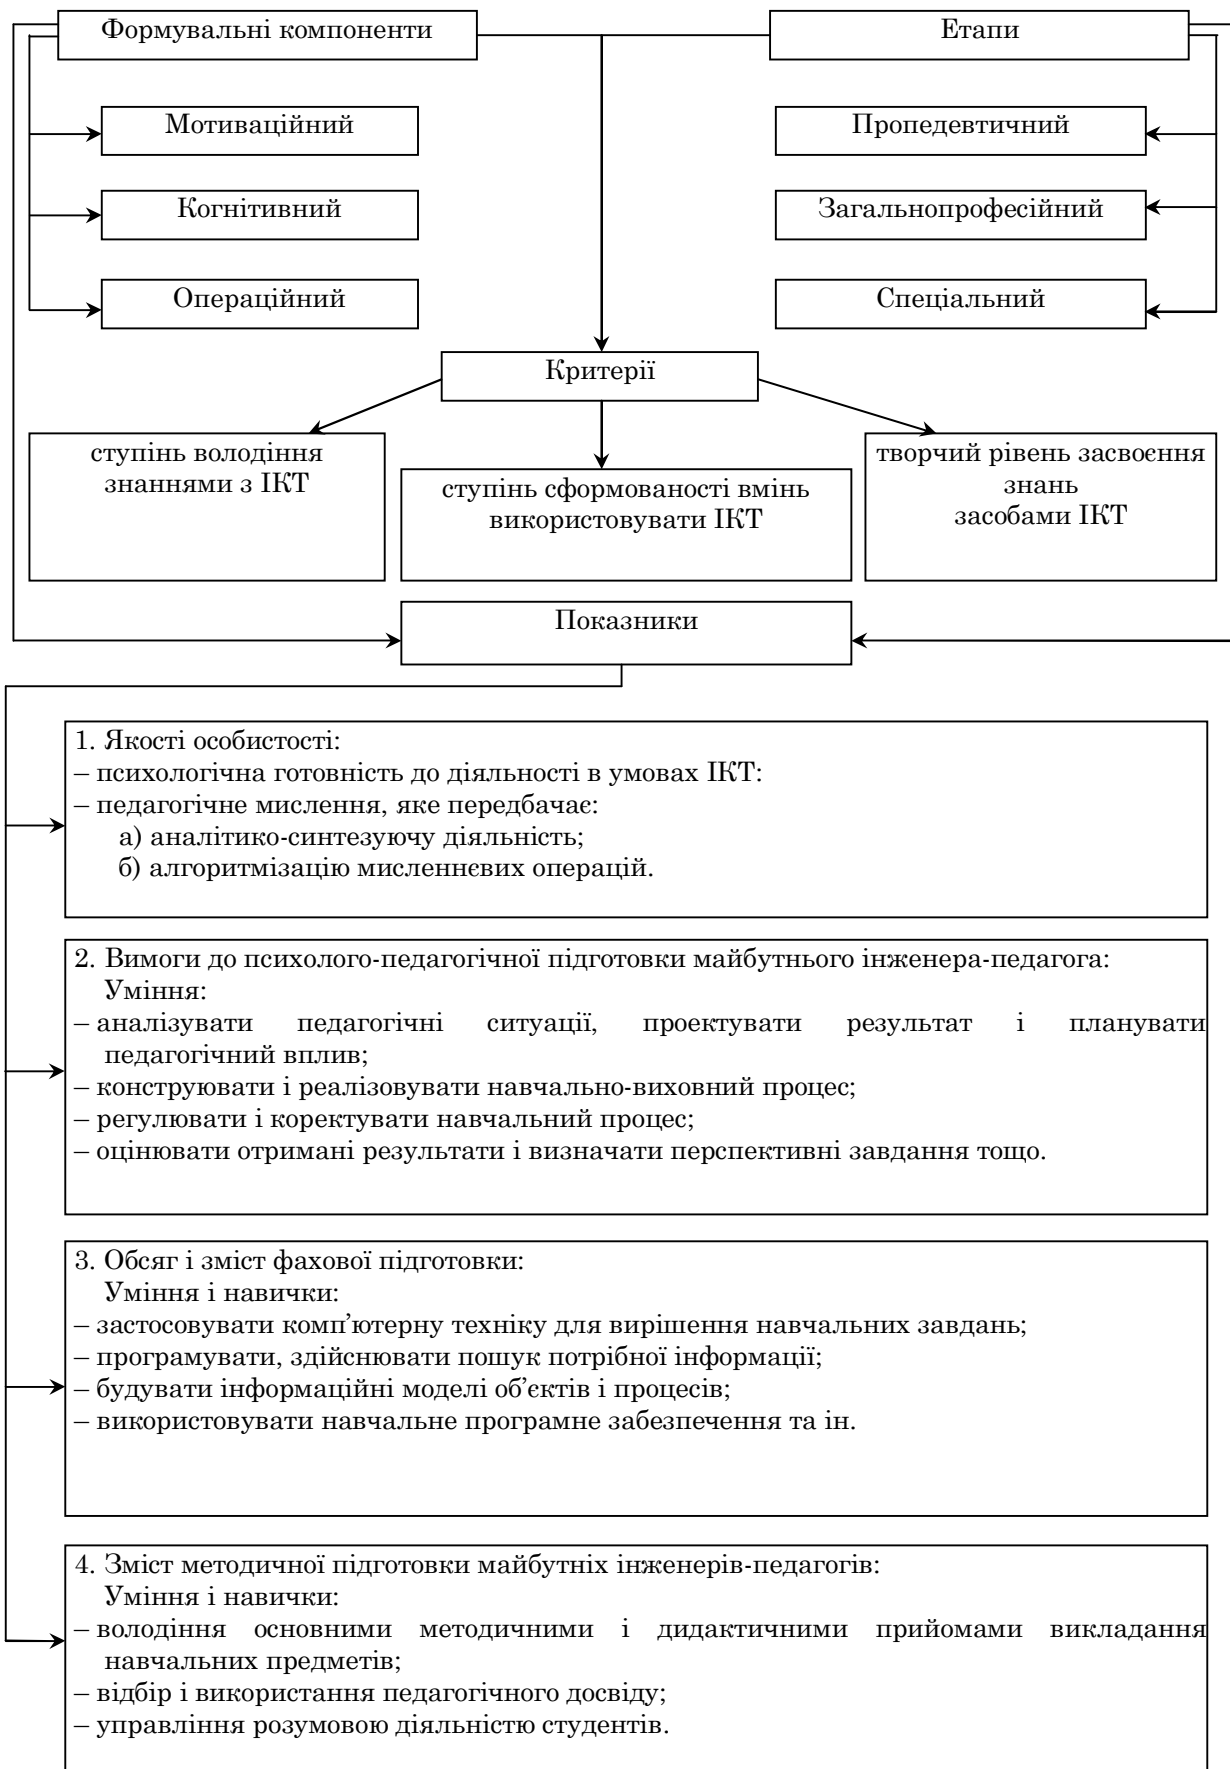 Формувальні компоненти
Етапи
Мотиваційний
Пропедевтичний
Когнітивний
Загальнопрофесійний
Операційний
Спеціальний
Критерії
ступінь володіння
знаннями з ІКТ
ступінь сформованості вмінь
використовувати ІКТ
творчий рівень засвоєння
знань
засобами ІКТ
Показники
1. Якості особистості:
– психологічна готовність до діяльності в умовах ІКТ:
– педагогічне мислення, яке передбачає:
а) аналітико-синтезуючу діяльність;
б) алгоритмізацію мисленнєвих операцій.
2. Вимоги до психолого-педагогічної підготовки майбутнього інженера-педагога:
Уміння:
– аналізувати педагогічні ситуації, проектувати результат і планувати
педагогічний вплив;
– конструювати і реалізовувати навчально-виховний процес;
– регулювати і коректувати навчальний процес;
– оцінювати отримані результати і визначати перспективні завдання тощо.
3. Обсяг і зміст фахової підготовки:
Уміння і навички:
– застосовувати комп’ютерну техніку для вирішення навчальних завдань;
– програмувати, здійснювати пошук потрібної інформації;
– будувати інформаційні моделі об’єктів і процесів;
– використовувати навчальне програмне забезпечення та ін.
4. Зміст методичної підготовки майбутніх інженерів-педагогів:
Уміння і навички:
– володіння основними методичними і дидактичними прийомами викладання
навчальних предметів;
– відбір і використання педагогічного досвіду;
– управління розумовою діяльністю студентів.